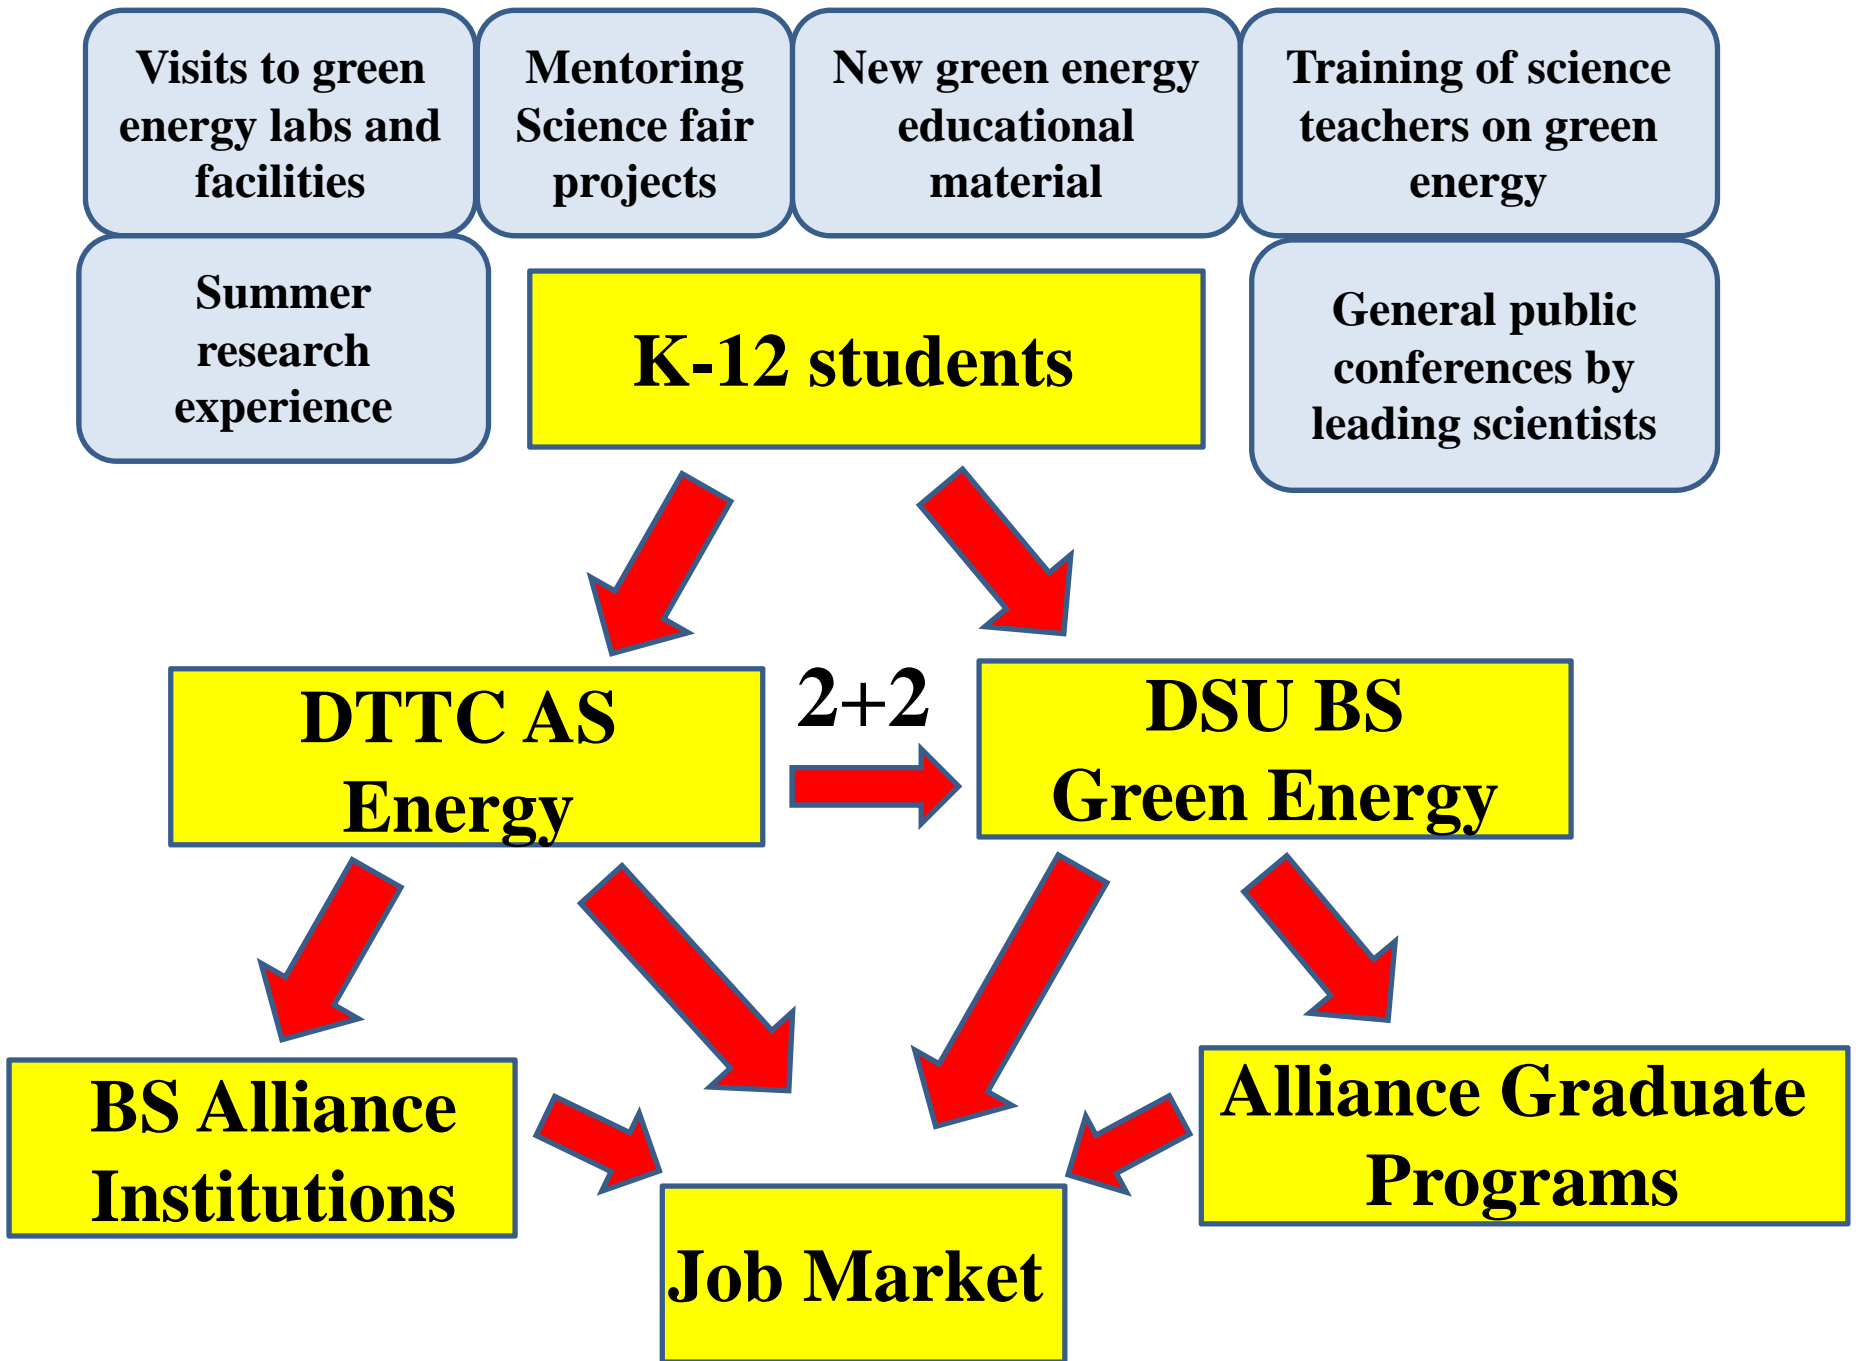 Visits to green
energy labs and
facilities
Mentoring
Science fair
projects
New green energy
educational
material
Training of science
teachers on green
energy
Summer
research
experience
K-12 students
General public
conferences by
leading scientists
DTTC AS
Energy
2+2
DSU BS
Green Energy
BS Alliance
Institutions
Alliance Graduate
Programs
Job Market